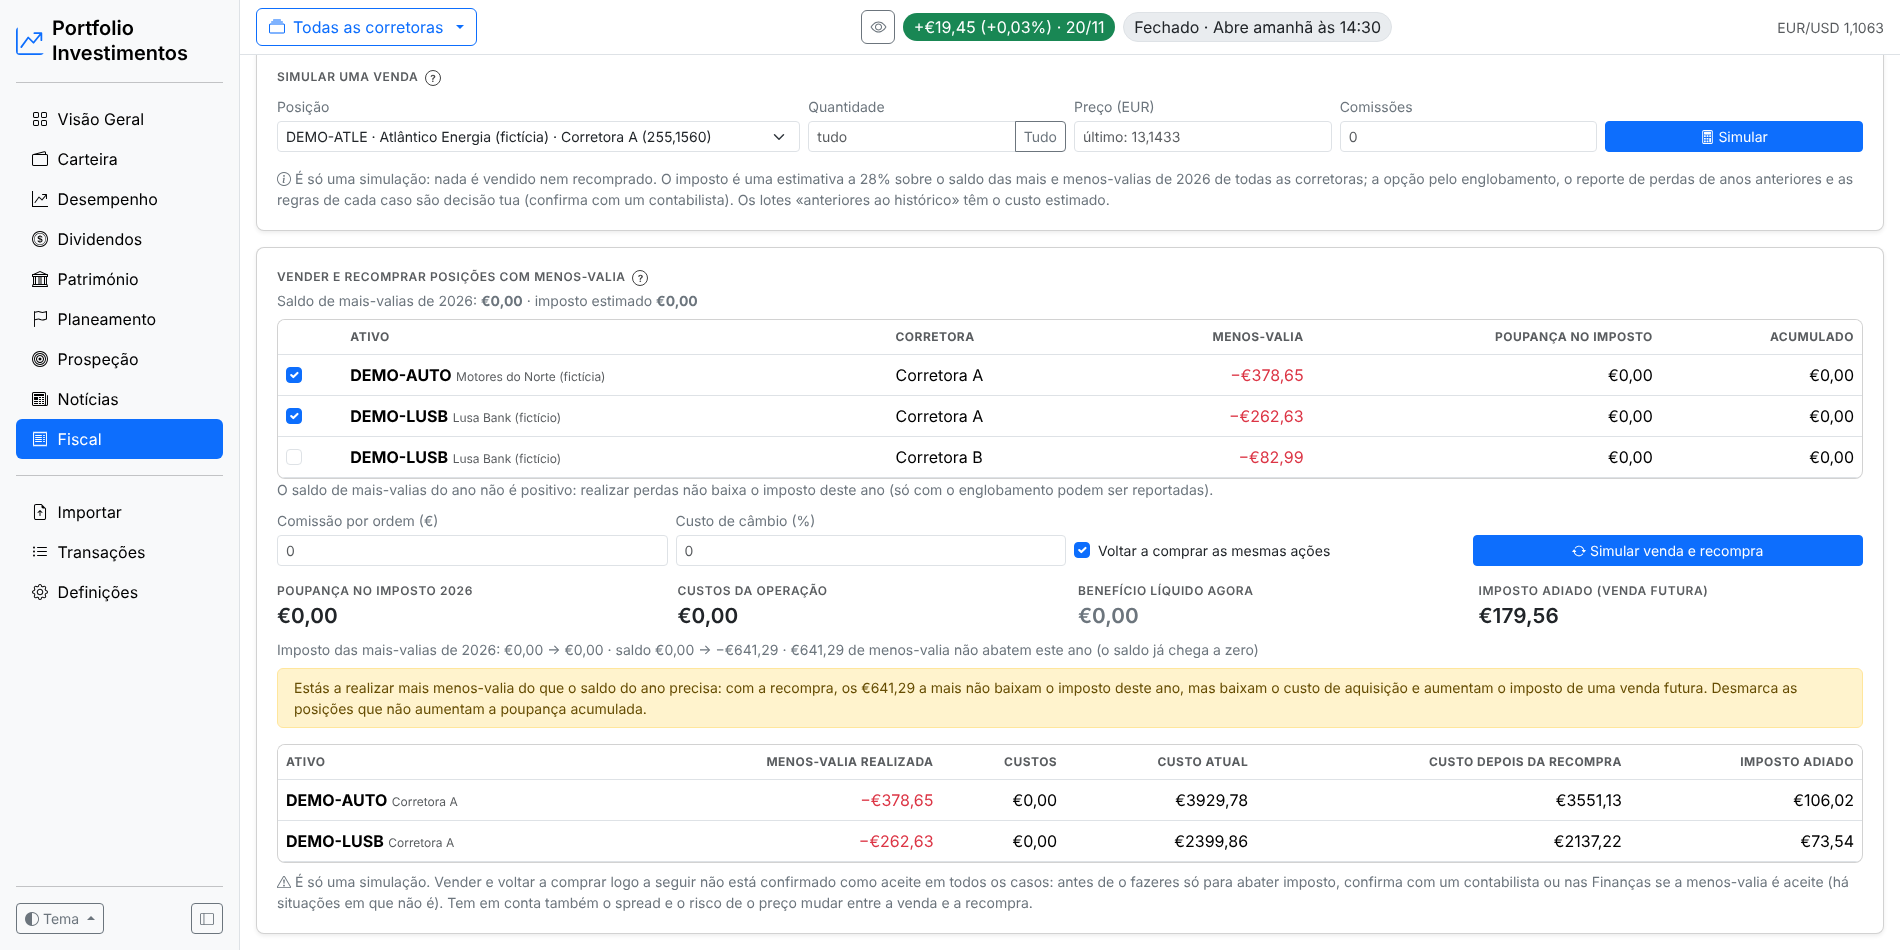 Portfolio
Investimentos
Visão Geral
Carteira
Desempenho
Dividendos
Património
Planeamento
Prospeção
Notícias
Fiscal
Importar
Transações
Definições
Tema
Todas as corretoras
+€19,45 (+0,03%) · 20/11
Fechado · Abre amanhã às 14:30
EUR/USD 1,1063
SIMULAR UMA VENDA ?
Posição
Quantidade
Preço (EUR)
Comissões
DEMO-ATLE · Atlântico Energia (fictícia) · Corretora A (255,1560)
tudo
Tudo
último: 13,1433
0
Simular
É só uma simulação: nada é vendido nem recomprado. O imposto é uma estimativa a 28% sobre o saldo das mais e menos-valias de 2026 de todas as corretoras; a opção pelo englobamento, o reporte de perdas de anos anteriores e as
regras de cada caso são decisão tua (confirma com um contabilista). Os lotes «anteriores ao histórico» têm o custo estimado.
VENDER E RECOMPRAR POSIÇÕES COM MENOS-VALIA ?
Saldo de mais-valias de 2026: €0,00 · imposto estimado €0,00
ATIVO CORRETORA MENOS-VALIA POUPANÇA NO IMPOSTO ACUMULADO
DEMO-AUTO Motores do Norte (fictícia) Corretora A −€378,65 €0,00 €0,00
DEMO-LUSB Lusa Bank (fictício) Corretora A −€262,63 €0,00 €0,00
DEMO-LUSB Lusa Bank (fictício) Corretora B −€82,99 €0,00 €0,00
O saldo de mais-valias do ano não é positivo: realizar perdas não baixa o imposto deste ano (só com o englobamento podem ser reportadas).
Comissão por ordem (€)
Custo de câmbio (%)
0
0
Voltar a comprar as mesmas ações
Simular venda e recompra
POUPANÇA NO IMPOSTO 2026 CUSTOS DA OPERAÇÃO BENEFÍCIO LÍQUIDO AGORA IMPOSTO ADIADO (VENDA FUTURA)
€0,00 €0,00 €0,00 €179,56
Imposto das mais-valias de 2026: €0,00 → €0,00 · saldo €0,00 → −€641,29 · €641,29 de menos-valia não abatem este ano (o saldo já chega a zero)
Estás a realizar mais menos-valia do que o saldo do ano precisa: com a recompra, os €641,29 a mais não baixam o imposto deste ano, mas baixam o custo de aquisição e aumentam o imposto de uma venda futura. Desmarca as
posições que não aumentam a poupança acumulada.
ATIVO MENOS-VALIA REALIZADA CUSTOS CUSTO ATUAL CUSTO DEPOIS DA RECOMPRA IMPOSTO ADIADO
DEMO-AUTO Corretora A −€378,65 €0,00 €3929,78 €3551,13 €106,02
DEMO-LUSB Corretora A −€262,63 €0,00 €2399,86 €2137,22 €73,54
É só uma simulação. Vender e voltar a comprar logo a seguir não está confirmado como aceite em todos os casos: antes de o fazeres só para abater imposto, confirma com um contabilista ou nas Finanças se a menos-valia é aceite (há
situações em que não é). Tem em conta também o spread e o risco de o preço mudar entre a venda e a recompra.